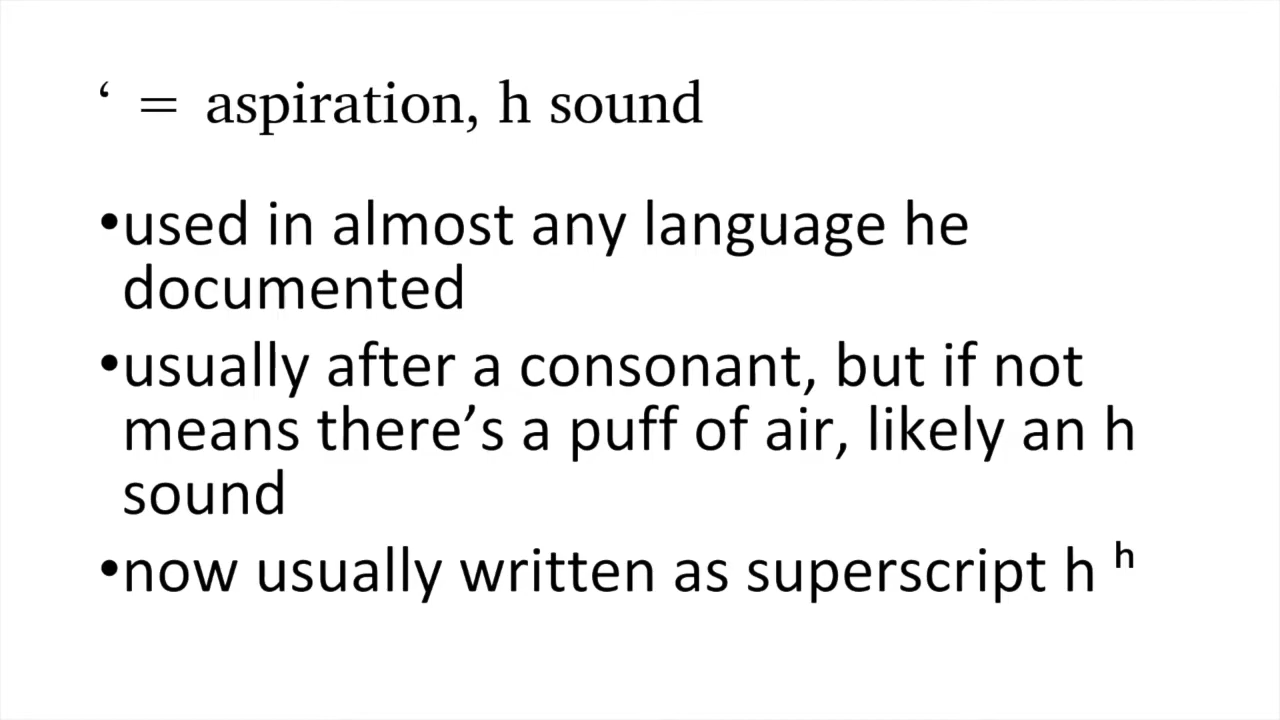 ‘ = aspiration, h sound
•used in almost any language he
documented
•usually after a consonant, but if not
means there’s a puff of air, likely an h
sound
•now usually written as superscript h ʰ